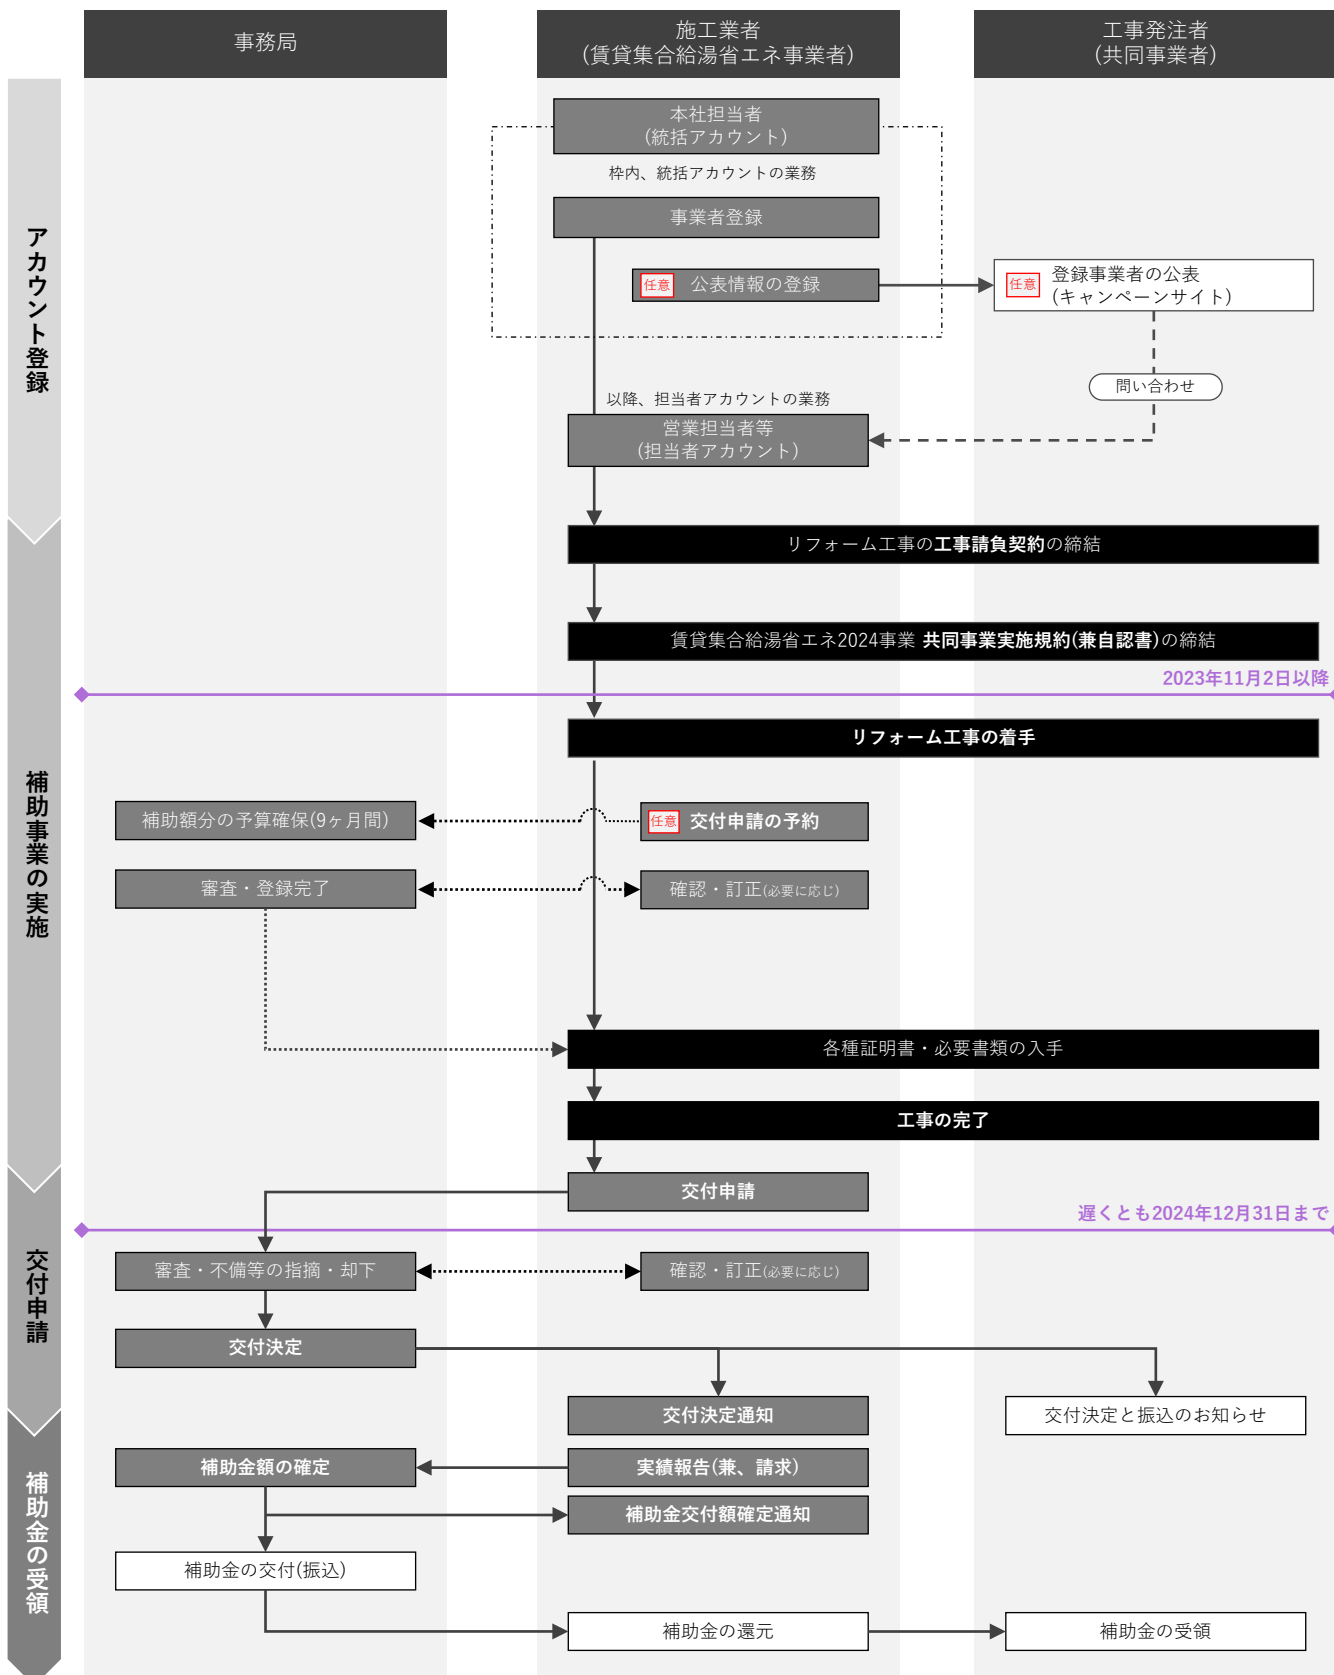 事務局
施工業者
(賃貸集合給湯省エネ事業者)
工事発注者
(共同事業者)
アカウント登録
本社担当者
(統括アカウント)
枠内、統括アカウントの業務
事業者登録
任意 公表情報の登録
任意 登録事業者の公表
(キャンペーンサイト)
問い合わせ
以降、担当者アカウントの業務
営業担当者等
(担当者アカウント)
補助事業の実施
リフォーム工事の工事請負契約の締結
賃貸集合給湯省エネ2024事業 共同事業実施規約(兼自認書)の締結
2023年11月2日以降
リフォーム工事の着手
補助額分の予算確保(9ヶ月間)
任意 交付申請の予約
審査・登録完了
確認・訂正(必要に応じ)
各種証明書・必要書類の入手
工事の完了
交付申請
交付申請
遅くとも2024年12月31日まで
審査・不備等の指摘・却下
確認・訂正(必要に応じ)
交付決定
交付決定通知
交付決定と振込のお知らせ
補助金の受領
補助金額の確定
実績報告(兼、請求)
補助金交付額確定通知
補助金の交付(振込)
補助金の還元
補助金の受領